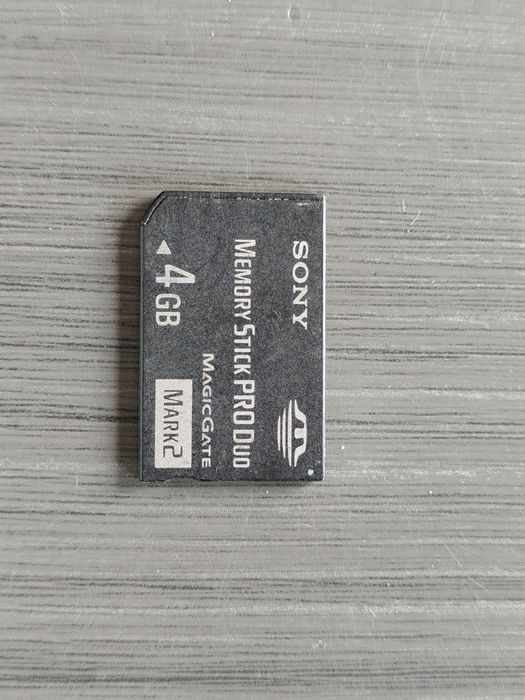 SONY
MEMORY STICK PRO DUO
MAGICGATE
4GB
MARK2